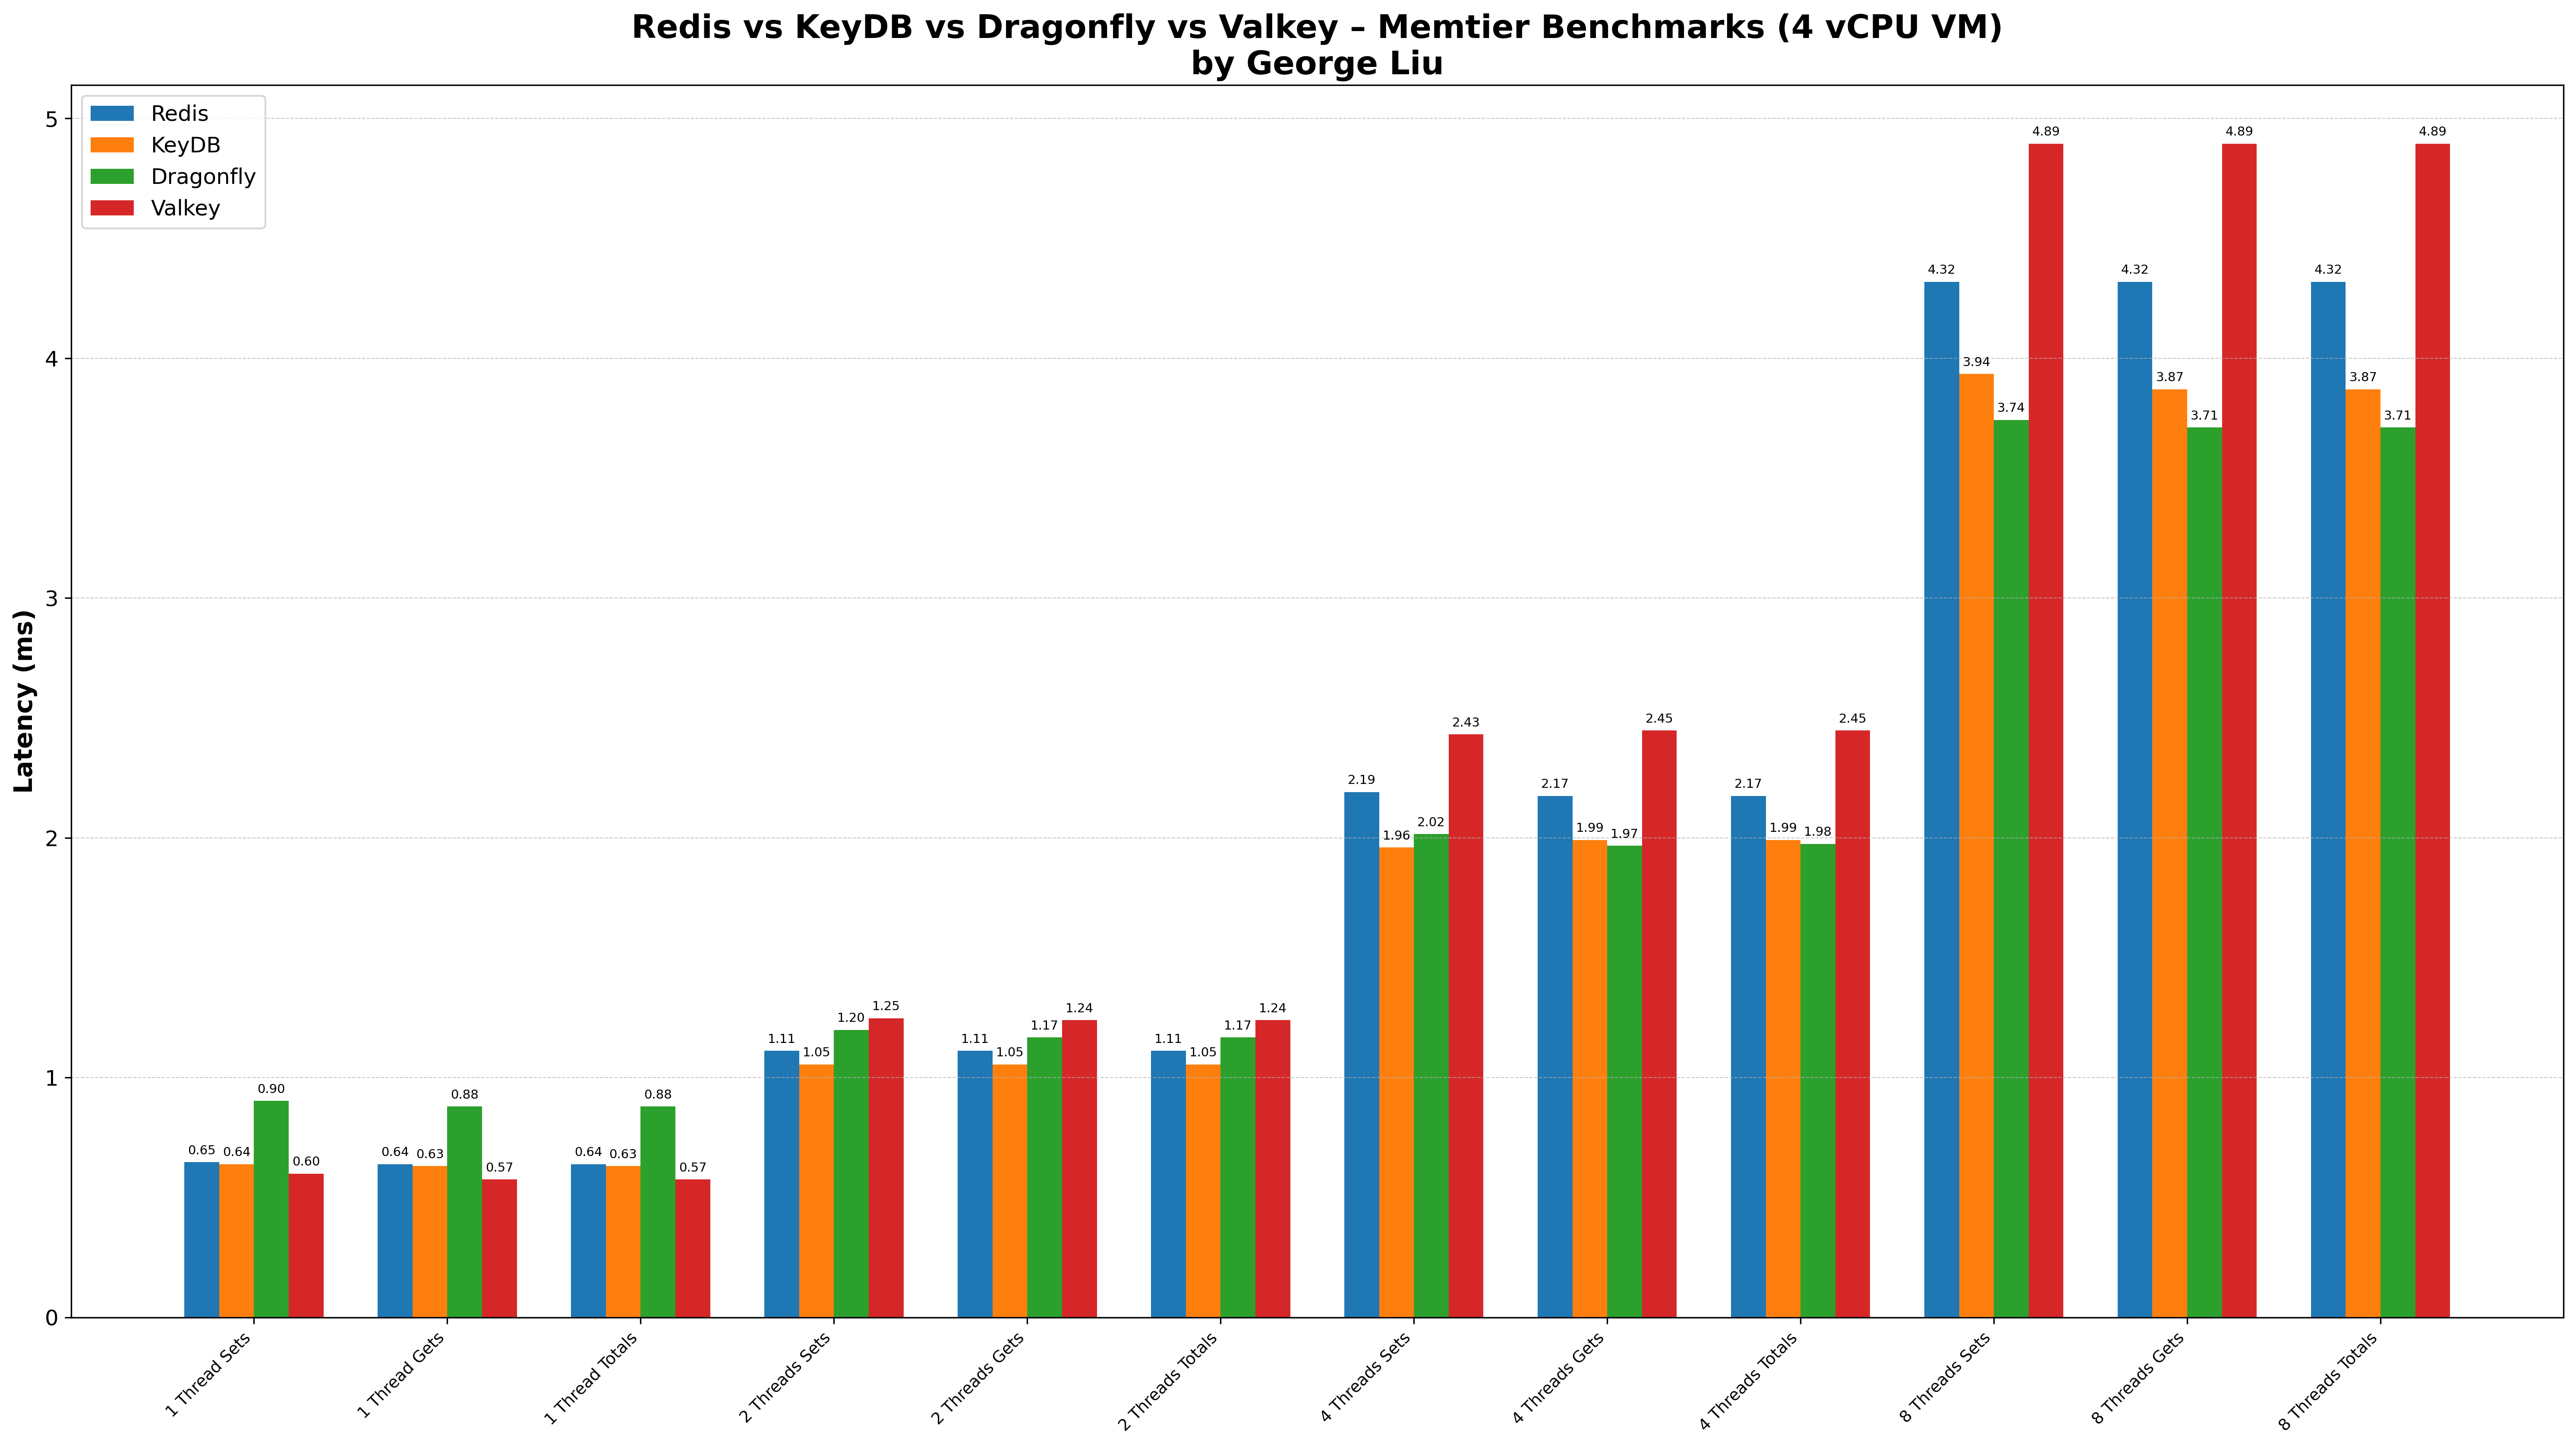 Redis vs KeyDB vs Dragonfly vs Valkey – Memtier Benchmarks (4 vCPU VM)
by George Liu
Redis
KeyDB
Dragonfly
Valkey
Latency (ms)
5
4
3
2
1
0
0.65 0.64 0.90 0.60
0.64 0.63 0.88 0.57
0.64 0.63 0.88 0.57
1.11 1.05 1.20 1.25
1.11 1.05 1.17 1.24
1.11 1.05 1.17 1.24
2.19 1.96 2.02 2.43
2.17 1.99 1.97 2.45
2.17 1.99 1.98 2.45
4.32 3.94 3.74 4.89
4.32 3.87 3.71 4.89
4.32 3.87 3.71 4.89
1 Thread Sets
1 Thread Gets
1 Thread Totals
2 Threads Sets
2 Threads Gets
2 Threads Totals
4 Threads Sets
4 Threads Gets
4 Threads Totals
8 Threads Sets
8 Threads Gets
8 Threads Totals